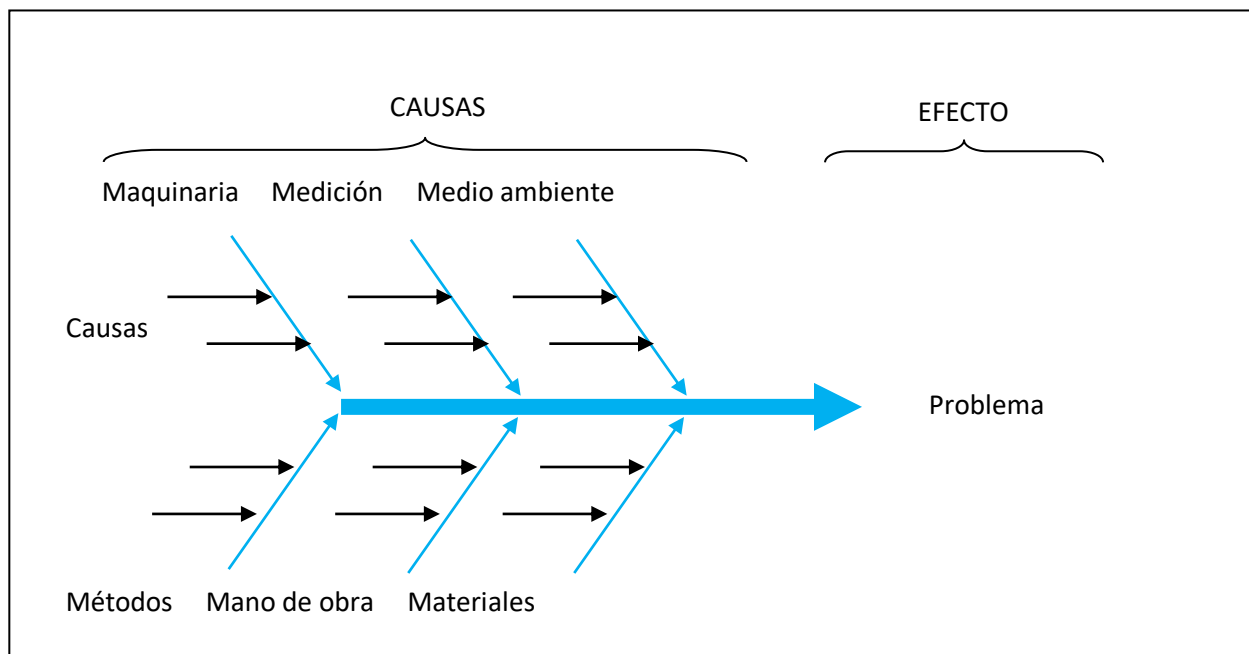 CAUSAS EFECTO
Maquinaria Medición Medio ambiente
Causas
Problema
Métodos Mano de obra Materiales